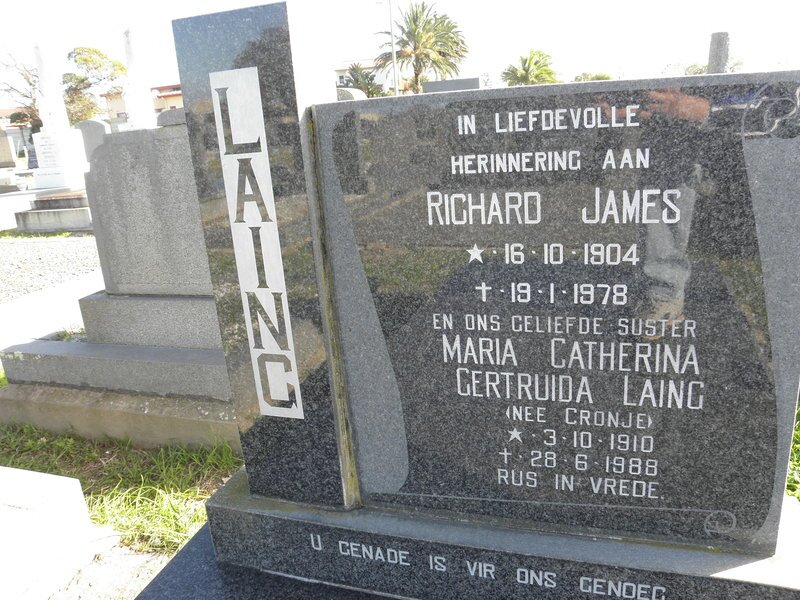 LAING
IN LIEFDEVOLLE
HERINNERING AAN
RICHARD JAMES
★ · 16 · 10 · 1904
✝ · 19 · 1 · 1978
EN ONS GELIEFDE SUSTER
MARIA CATHERINA
GERTRUIDA LAING
(NEE CRONJE)
★ · 3 · 10 · 1910
✝ · 28 · 6 · 1988
RUS IN VREDE.
U GENADE IS VIR ONS GENOEG